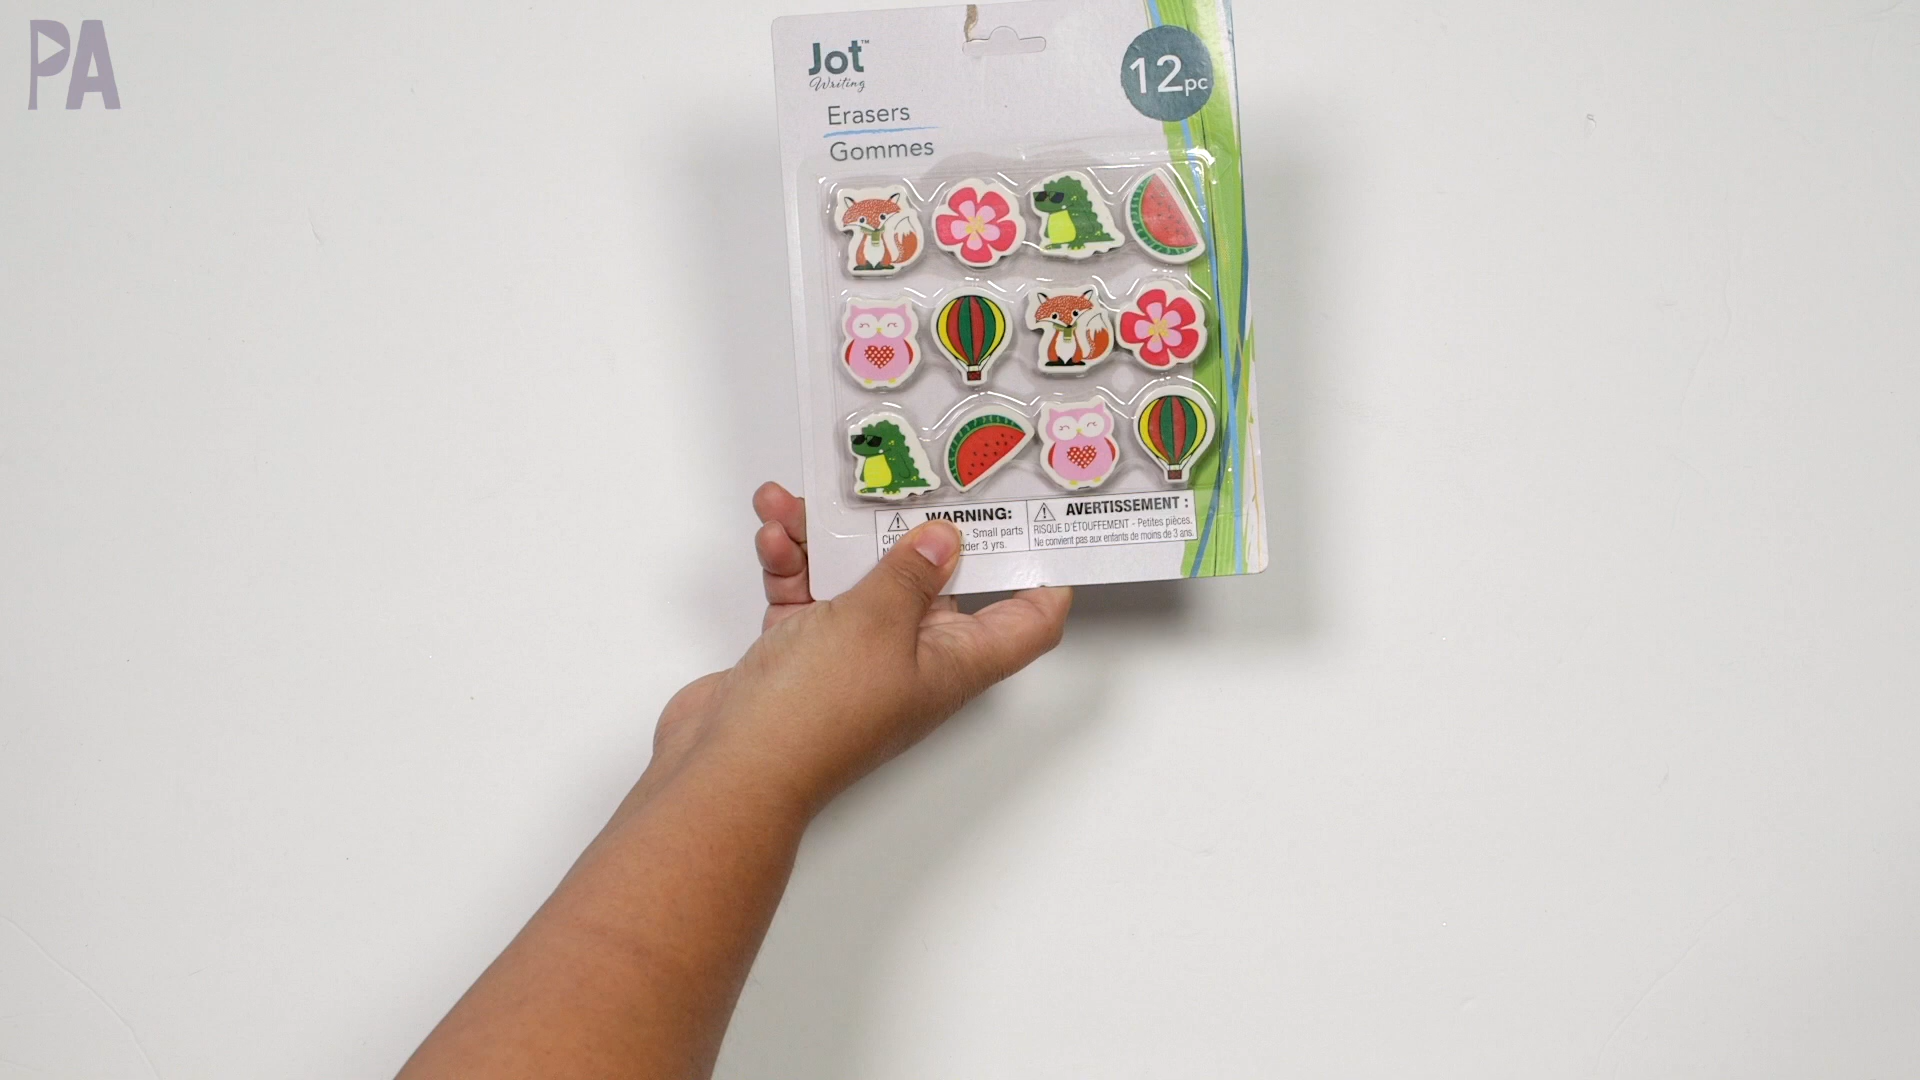 PA
Jot™
Writing
12pc
Erasers
Gommes
WARNING:
- Small parts
3 yrs.
AVERTISSEMENT :
RISQUE D'ÉTOUFFEMENT - Petites pièces.
Ne convient pas aux enfants de moins de 3 ans.